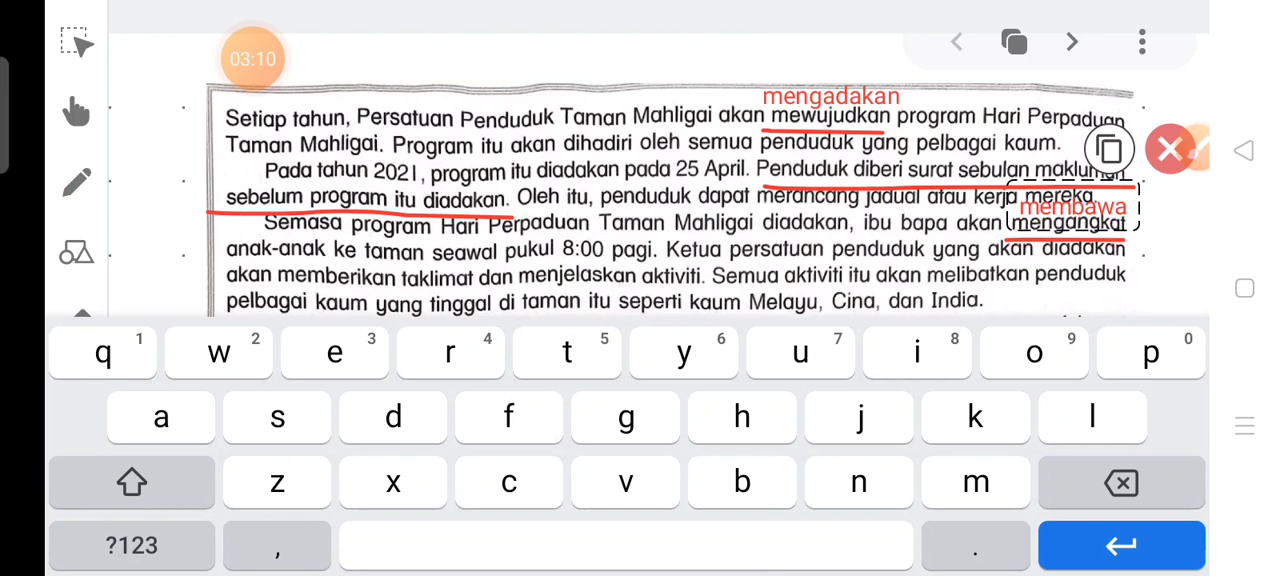 03:10
mengadakan
Setiap tahun, Persatuan Penduduk Taman Mahligai akan mewujudkan program Hari Perpaduan
Taman Mahligai. Program itu akan dihadiri oleh semua penduduk yang pelbagai kaum.
Pada tahun 2021, program itu diadakan pada 25 April. Penduduk diberi surat sebulan makluman
sebelum program itu diadakan. Oleh itu, penduduk dapat merancang jadual atau kerja mereka.
membawa
Semasa program Hari Perpaduan Taman Mahligai diadakan, ibu bapa akan mengangkat
anak-anak ke taman seawal pukul 8:00 pagi. Ketua persatuan penduduk yang akan diadakan
akan memberikan taklimat dan menjelaskan aktiviti. Semua aktiviti itu akan melibatkan penduduk
pelbagai kaum yang tinggal di taman itu seperti kaum Melayu, Cina, dan India.
q 1 w 2 e 3 r 4 t 5 y 6 u 7 i 8 o 9 p 0
a s d f g h j k l
z x c v b n m
?123 , .